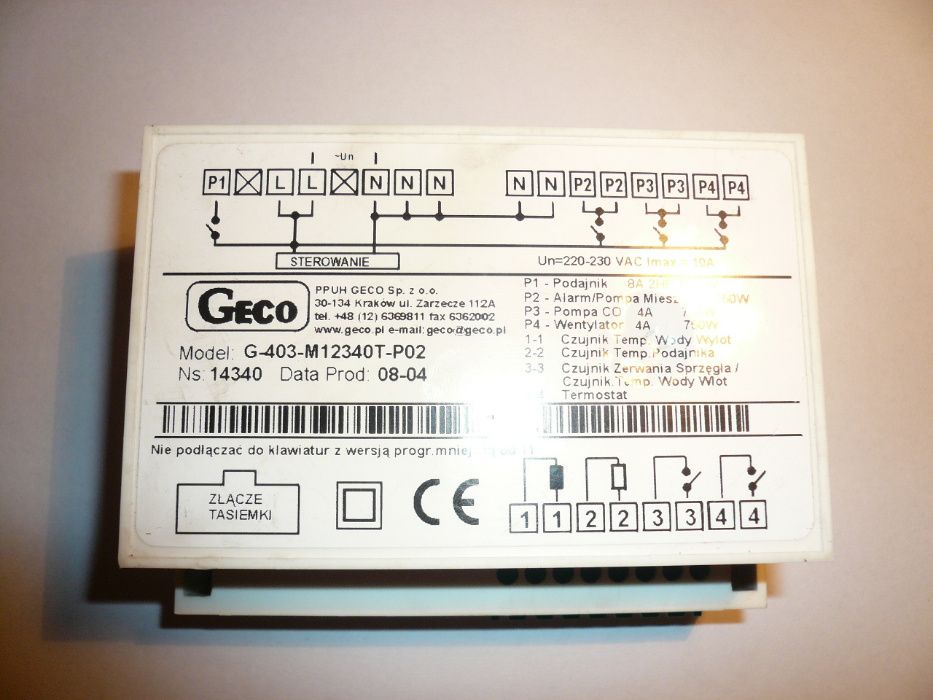 ~Un
P1 L L N N N N N P2 P2 P3 P3 P4 P4
STEROWANIE
Un=220-230 VAC Imax = 10A
GECO
PPUH GECO Sp. z o.o.
30-134 Kraków ul. Zarzecze 112A
tel. +48 (12) 6369811 fax 6362002
www.geco.pl e-mail: geco@geco.pl
Model: G-403-M12340T-P02
Ns: 14340 Data Prod: 08-04
P1 - Podajnik 8A
P2 - Alarm/Pompa
P3 - Pompa CO 4A
P4 - Wentylator 4A 750W
1-1 Czujnik Temp. Wody Wylot
2-2 Czujnik Temp. Podajnika
3-3 Czujnik Zerwania Sprzęgła /
Czujnik Temp. Wody Wlot
Termostat
Nie podłączać do klawiatur z wersją progr.
ZŁĄCZE
TASIEMKI
CE
1 1 2 2 3 3 4 4